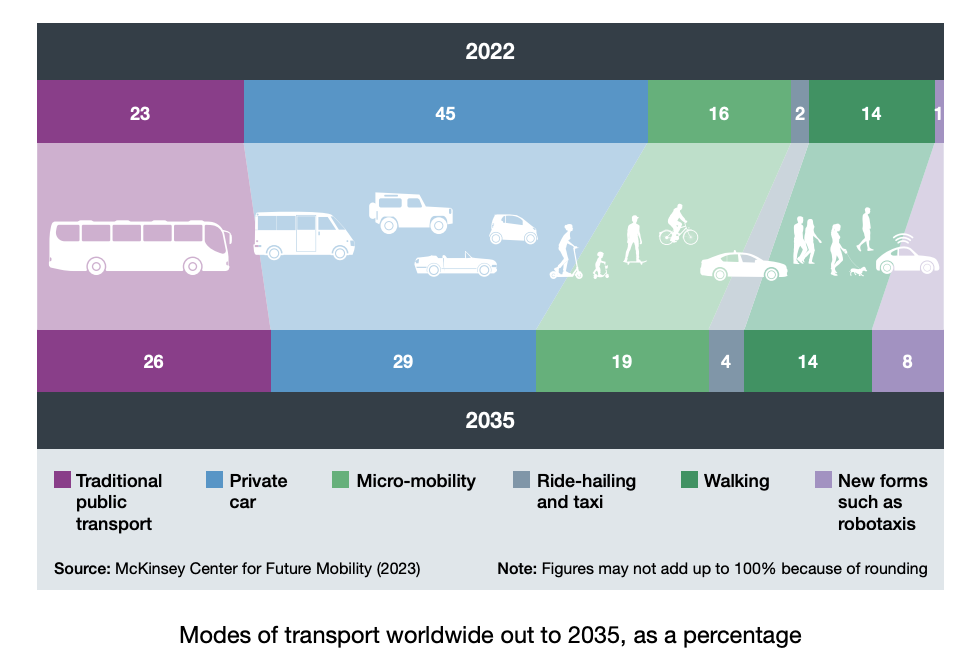 2022
23 45 16 2 14 1
26 29 19 4 14 8
2035
Traditional public transport
Private car
Micro-mobility
Ride-hailing and taxi
Walking
New forms such as robotaxis
Source: McKinsey Center for Future Mobility (2023)
Note: Figures may not add up to 100% because of rounding
Modes of transport worldwide out to 2035, as a percentage